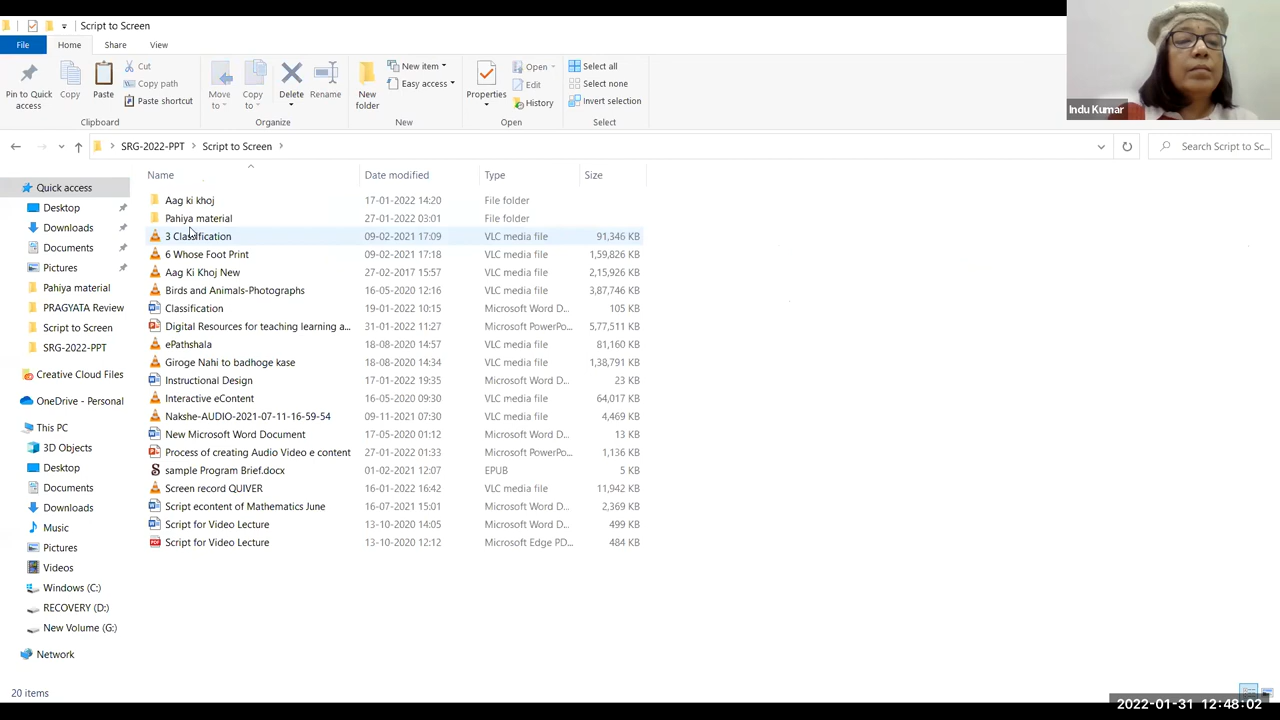 Script to Screen
File Home Share View
Pin to Quick access
Copy
Paste
Cut
Copy path
Paste shortcut
Clipboard
Move to
Copy to
Delete
Rename
Organize
New folder
New item
Easy access
New
Properties
Open
Edit
History
Open
Select all
Select none
Invert selection
Select
Indu Kumar
SRG-2022-PPT > Script to Screen >
Search Script to Sc...
Quick access
Desktop
Downloads
Documents
Pictures
Pahiya material
PRAGYATA Review
Script to Screen
SRG-2022-PPT
Creative Cloud Files
OneDrive - Personal
This PC
3D Objects
Desktop
Documents
Downloads
Music
Pictures
Videos
Windows (C:)
RECOVERY (D:)
New Volume (G:)
Network
Name Date modified Type Size
Aag ki khoj 17-01-2022 14:20 File folder
Pahiya material 27-01-2022 03:01 File folder
3 Classification 09-02-2021 17:09 VLC media file 91,346 KB
6 Whose Foot Print 09-02-2021 17:18 VLC media file 1,59,826 KB
Aag Ki Khoj New 27-02-2017 15:57 VLC media file 2,15,926 KB
Birds and Animals-Photographs 16-05-2020 12:16 VLC media file 3,87,746 KB
Classification 19-01-2022 10:15 Microsoft Word D... 105 KB
Digital Resources for teaching learning a... 31-01-2022 11:27 Microsoft PowerPo... 5,77,511 KB
ePathshala 18-08-2020 14:57 VLC media file 81,160 KB
Giroge Nahi to badhoge kase 18-08-2020 14:34 VLC media file 1,38,791 KB
Instructional Design 17-01-2022 19:35 Microsoft Word D... 23 KB
Interactive eContent 16-05-2020 09:30 VLC media file 64,017 KB
Nakshe-AUDIO-2021-07-11-16-59-54 09-11-2021 07:30 VLC media file 4,469 KB
New Microsoft Word Document 17-05-2020 01:12 Microsoft Word D... 13 KB
Process of creating Audio Video e content 27-01-2022 01:33 Microsoft PowerPo... 1,136 KB
sample Program Brief.docx 01-02-2021 12:07 EPUB 5 KB
Screen record QUIVER 16-01-2022 16:42 VLC media file 11,942 KB
Script econtent of Mathematics June 16-07-2021 15:01 Microsoft Word D... 2,369 KB
Script for Video Lecture 13-10-2020 14:05 Microsoft Word D... 499 KB
Script for Video Lecture 13-10-2020 12:12 Microsoft Edge PD... 484 KB
20 items
2022-01-31 12:48:02